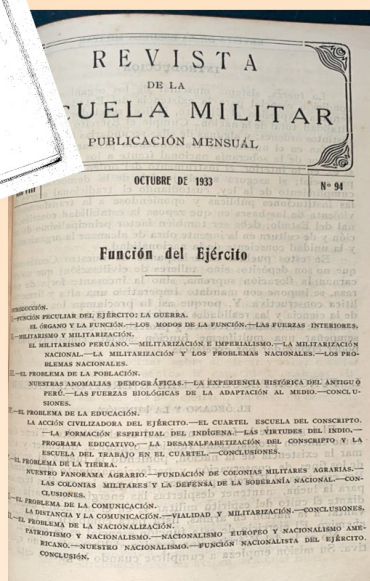 REVISTA
DE LA
CUELA MILITAR
PUBLICACIÓN MENSUAL
OCTUBRE DE 1933
Nº 94
Función del Ejército
INTRODUCCIÓN.
FUNCIÓN PECULIAR DEL EJÉRCITO: LA GUERRA.
EL ÓRGANO Y LA FUNCIÓN.—LOS MODOS DE LA FUNCIÓN.—LAS FUERZAS INTERIORES.
MILITARISMO Y MILITARIZACIÓN.
EL MILITARISMO PERUANO.—MILITARIZACIÓN E IMPERIALISMO.—LA MILITARIZACIÓN
NACIONAL.—LA MILITARIZACIÓN Y LOS PROBLEMAS NACIONALES.—LOS PRO-
BLEMAS NACIONALES.
EL PROBLEMA DE LA POBLACIÓN.
NUESTRAS ANOMALIAS DEMOGRÁFICAS.—LA EXPERIENCIA HISTÓRICA DEL ANTIGUO
PERÚ.—LAS FUERZAS BIOLOGICAS DE LA ADAPTACIÓN AL MEDIO.—CONCLU-
SIONES.
EL PROBLEMA DE LA EDUCACIÓN.
LA ACCIÓN CIVILIZADORA DEL EJÉRCITO.—EL CUARTEL ESCUELA DEL CONSCRIPTO.
—LA FORMACIÓN ESPIRITUAL DEL INDÍGENA.—LAS VIRTUDES DEL INDIO.—
PROGRAMA EDUCATIVO.—LA DESANALFABETIZACIÓN DEL CONSCRIPTO Y LA
ESCUELA DEL TRABAJO EN EL CUARTEL.—CONCLUSIONES.
EL PROBLEMA DE LA TIERRA.
NUESTRO PANORAMA AGRARIO.—FUNDACIÓN DE COLONIAS MILITARES AGRARIAS.—
LAS COLONIAS MILITARES Y LA DEFENSA DE LA SOBERANÍA NACIONAL.—CON-
CLUSIONES.
EL PROBLEMA DE LA COMUNICACIÓN.
LA DISTANCIA Y LA COMUNICACIÓN.—VIALIDAD Y MILITARIZACIÓN.—CONCLUSIONES.
EL PROBLEMA DE LA NACIONALIZACIÓN.
PATRIOTISMO Y NACIONALISMO.—NACIONALISMO EUROPEO Y NACIONALISMO AME-
RICANO.—NUESTRO NACIONALISMO.—FUNCIÓN NACIONALISTA DEL EJÉRCITO.
CONCLUSIÓN.